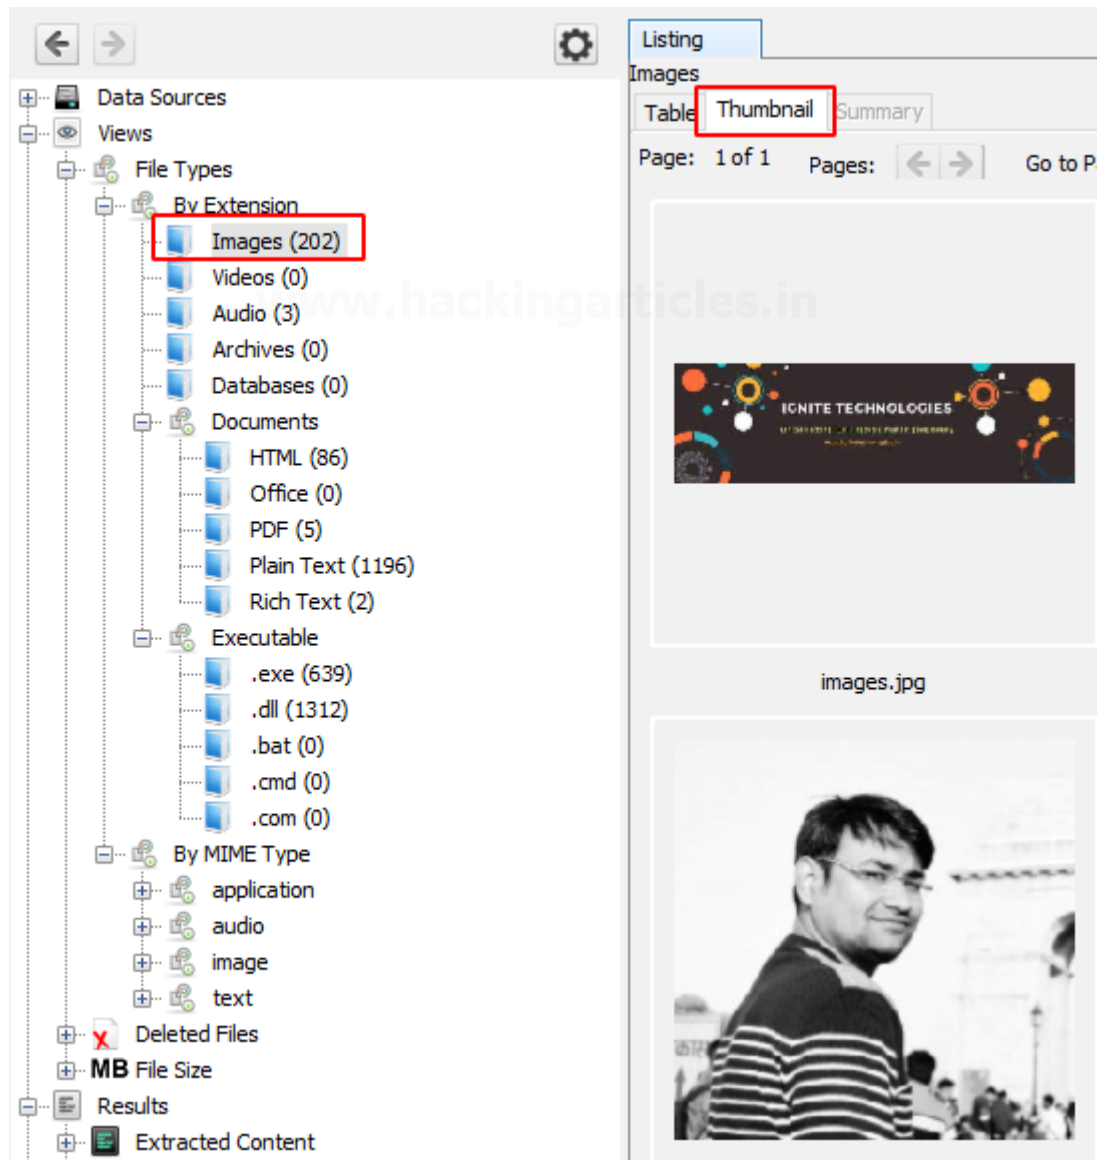 Data Sources
Views
File Types
By Extension
Images (202)
Videos (0)
Audio (3)
Archives (0)
Databases (0)
Documents
HTML (86)
Office (0)
PDF (5)
Plain Text (1196)
Rich Text (2)
Executable
.exe (639)
.dll (1312)
.bat (0)
.cmd (0)
.com (0)
By MIME Type
application
audio
image
text
Deleted Files
MB File Size
Results
Extracted Content
Listing
Images
Table Thumbnail Summary
Page: 1 of 1 Pages: Go to
www.hackingarticles.in
IGNITE TECHNOLOGIES
images.jpg